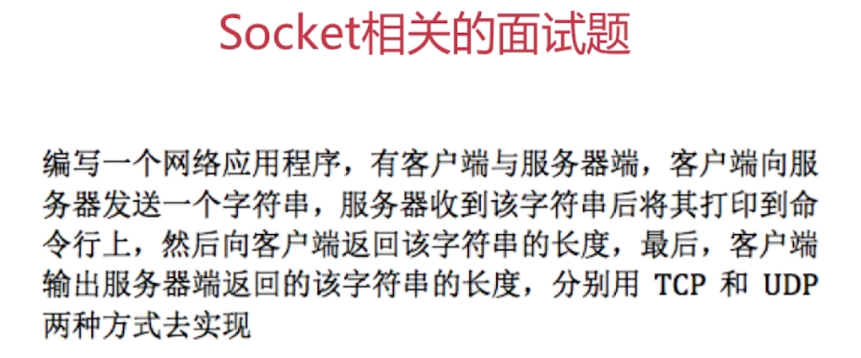 Socket相关的面试题
编写一个网络应用程序，有客户端与服务器端，客户端向服
务器发送一个字符串，服务器收到该字符串后将其打印到命
令行上，然后向客户端返回该字符串的长度，最后，客户端
输出服务器端返回的该字符串的长度，分别用 TCP 和 UDP
两种方式去实现